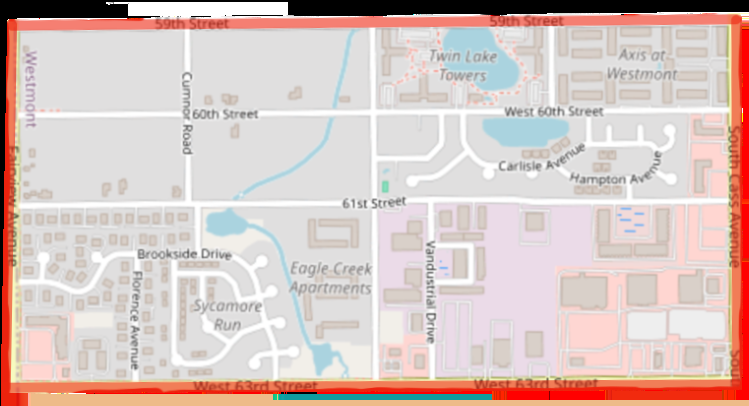 59th Street
59th Street
Westmont
Twin Lake
Towers
Axis at
Westmont
Cumnor Road
60th Street
West 60th Street
Fairview Avenue
Carlisle Avenue
Hampton Avenue
South Cass Avenue
61st Street
Brookside Drive
Florence Avenue
Sycamore
Run
Eagle Creek
Apartments
Vandustrial Drive
West 63rd Street
West 63rd Street